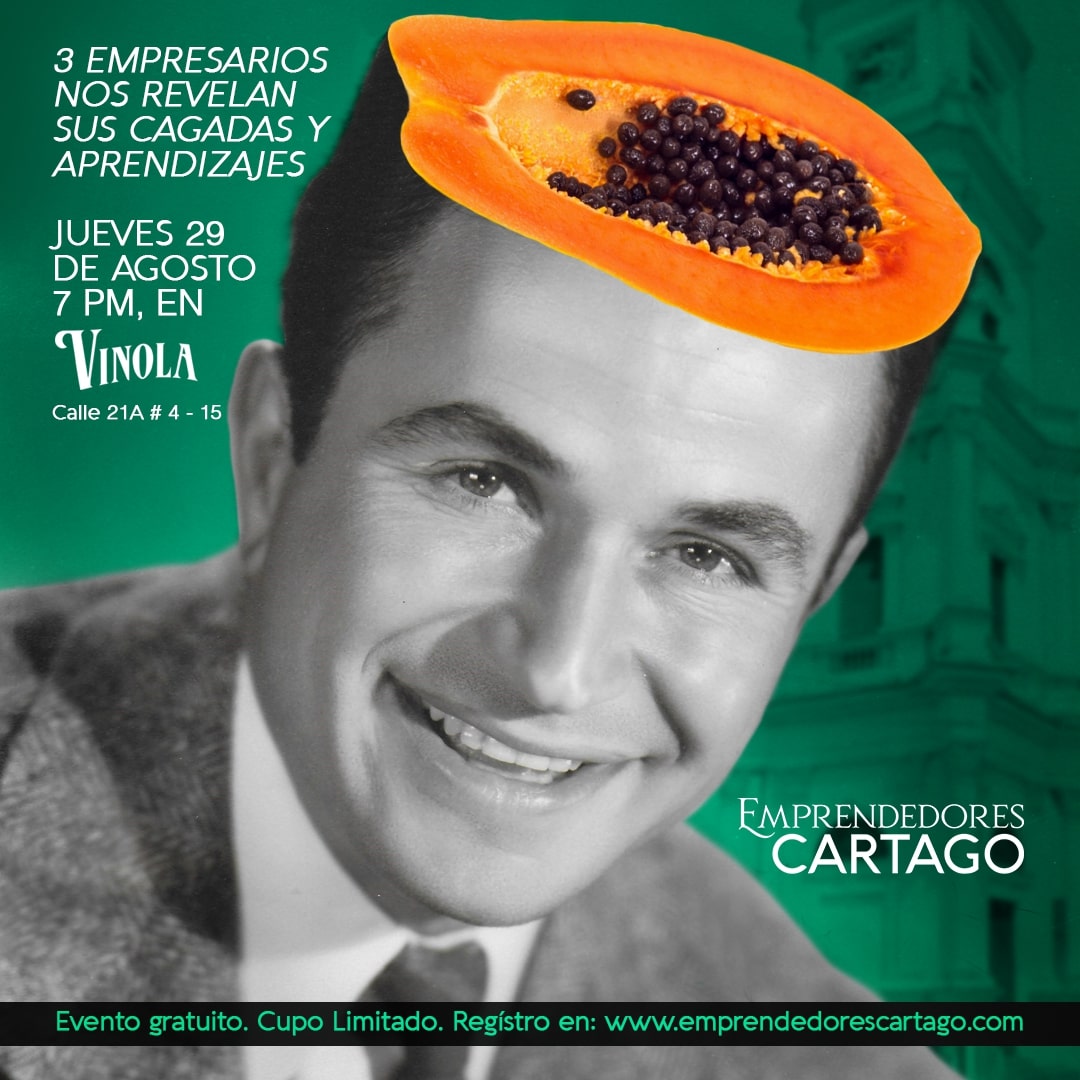 3 EMPRESARIOS
NOS REVELAN
SUS CAGADAS Y
APRENDIZAJES
JUEVES 29
DE AGOSTO
7 PM, EN
VINOLA
Calle 21A # 4 - 15
EMPRENDEDORES
CARTAGO
Evento gratuito. Cupo Limitado. Regístro en: www.emprendedorescartago.com